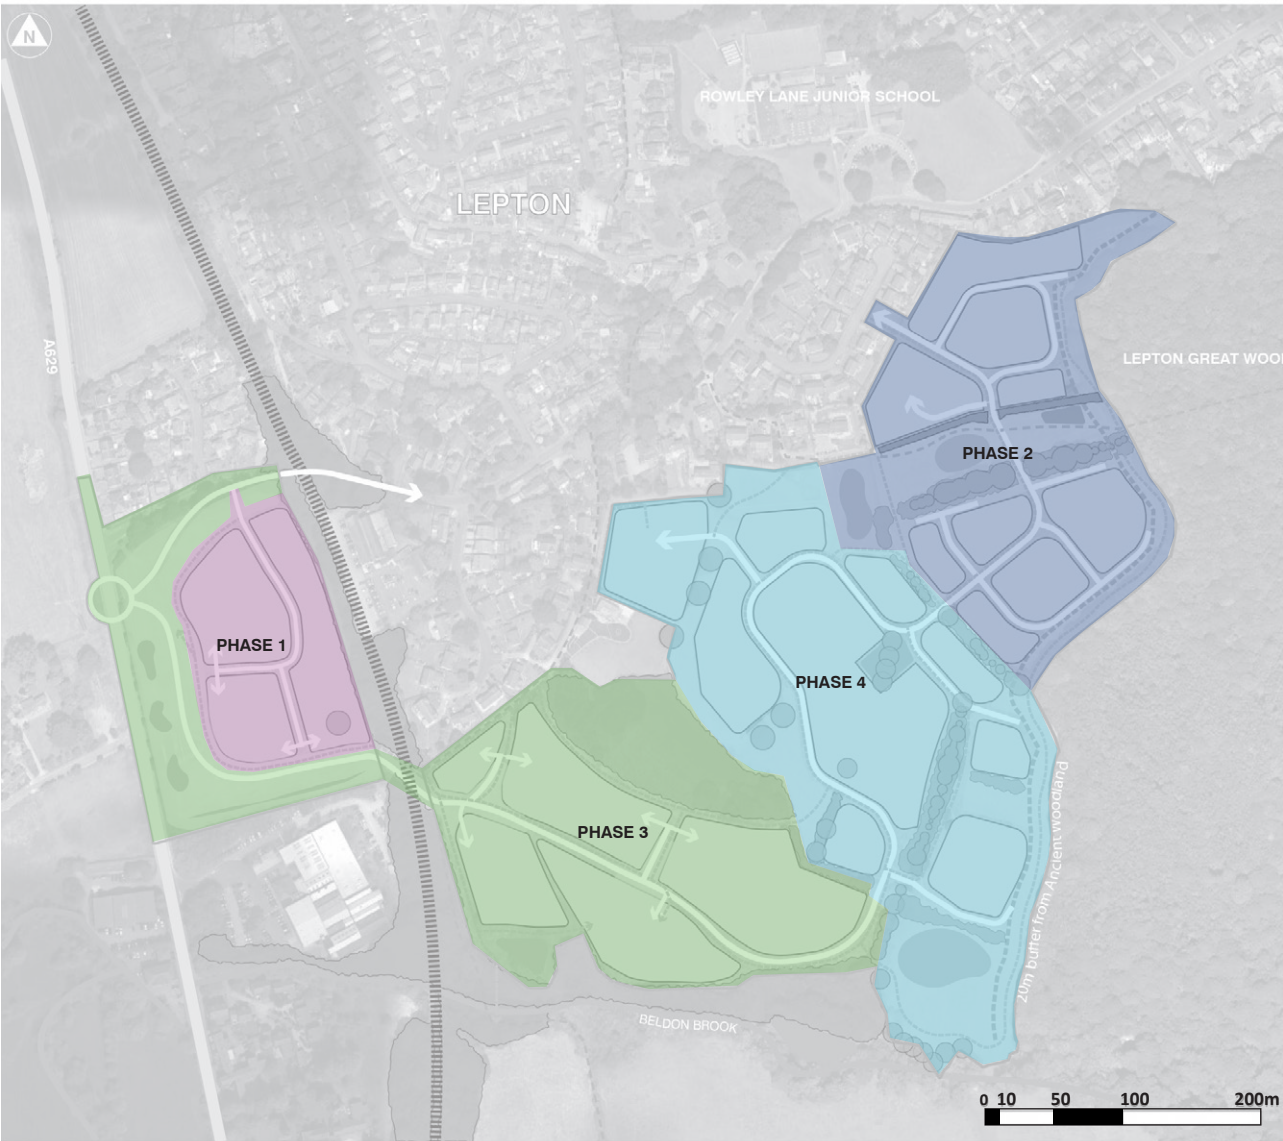 N
ROWLEY LANE JUNIOR SCHOOL
LEPTON
A629
LEPTON GREAT WOO
PHASE 2
PHASE 1
PHASE 4
PHASE 3
20m buffer from Ancient Woodland
BELDON BROOK
0 10 50 100 200m